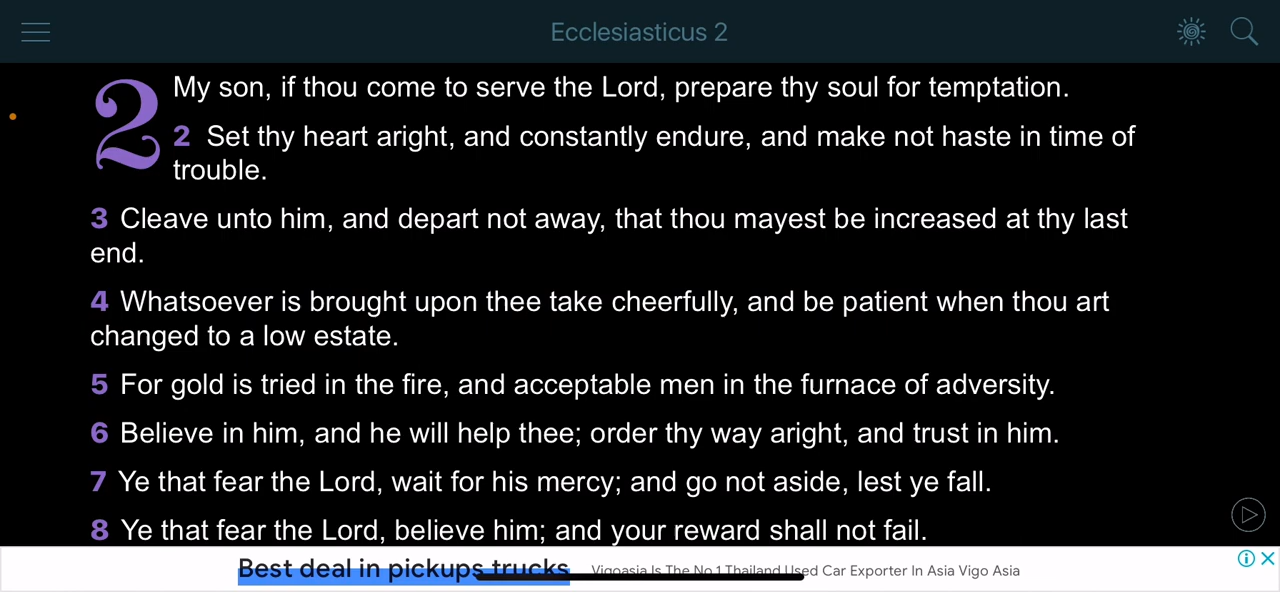 Ecclesiasticus 2
2 My son, if thou come to serve the Lord, prepare thy soul for temptation.
2 Set thy heart aright, and constantly endure, and make not haste in time of
trouble.
3 Cleave unto him, and depart not away, that thou mayest be increased at thy last
end.
4 Whatsoever is brought upon thee take cheerfully, and be patient when thou art
changed to a low estate.
5 For gold is tried in the fire, and acceptable men in the furnace of adversity.
6 Believe in him, and he will help thee; order thy way aright, and trust in him.
7 Ye that fear the Lord, wait for his mercy; and go not aside, lest ye fall.
8 Ye that fear the Lord, believe him; and your reward shall not fail.
Best deal in pickups trucks
Vigoasia Is The No 1 Thailand Used Car Exporter In Asia Vigo Asia